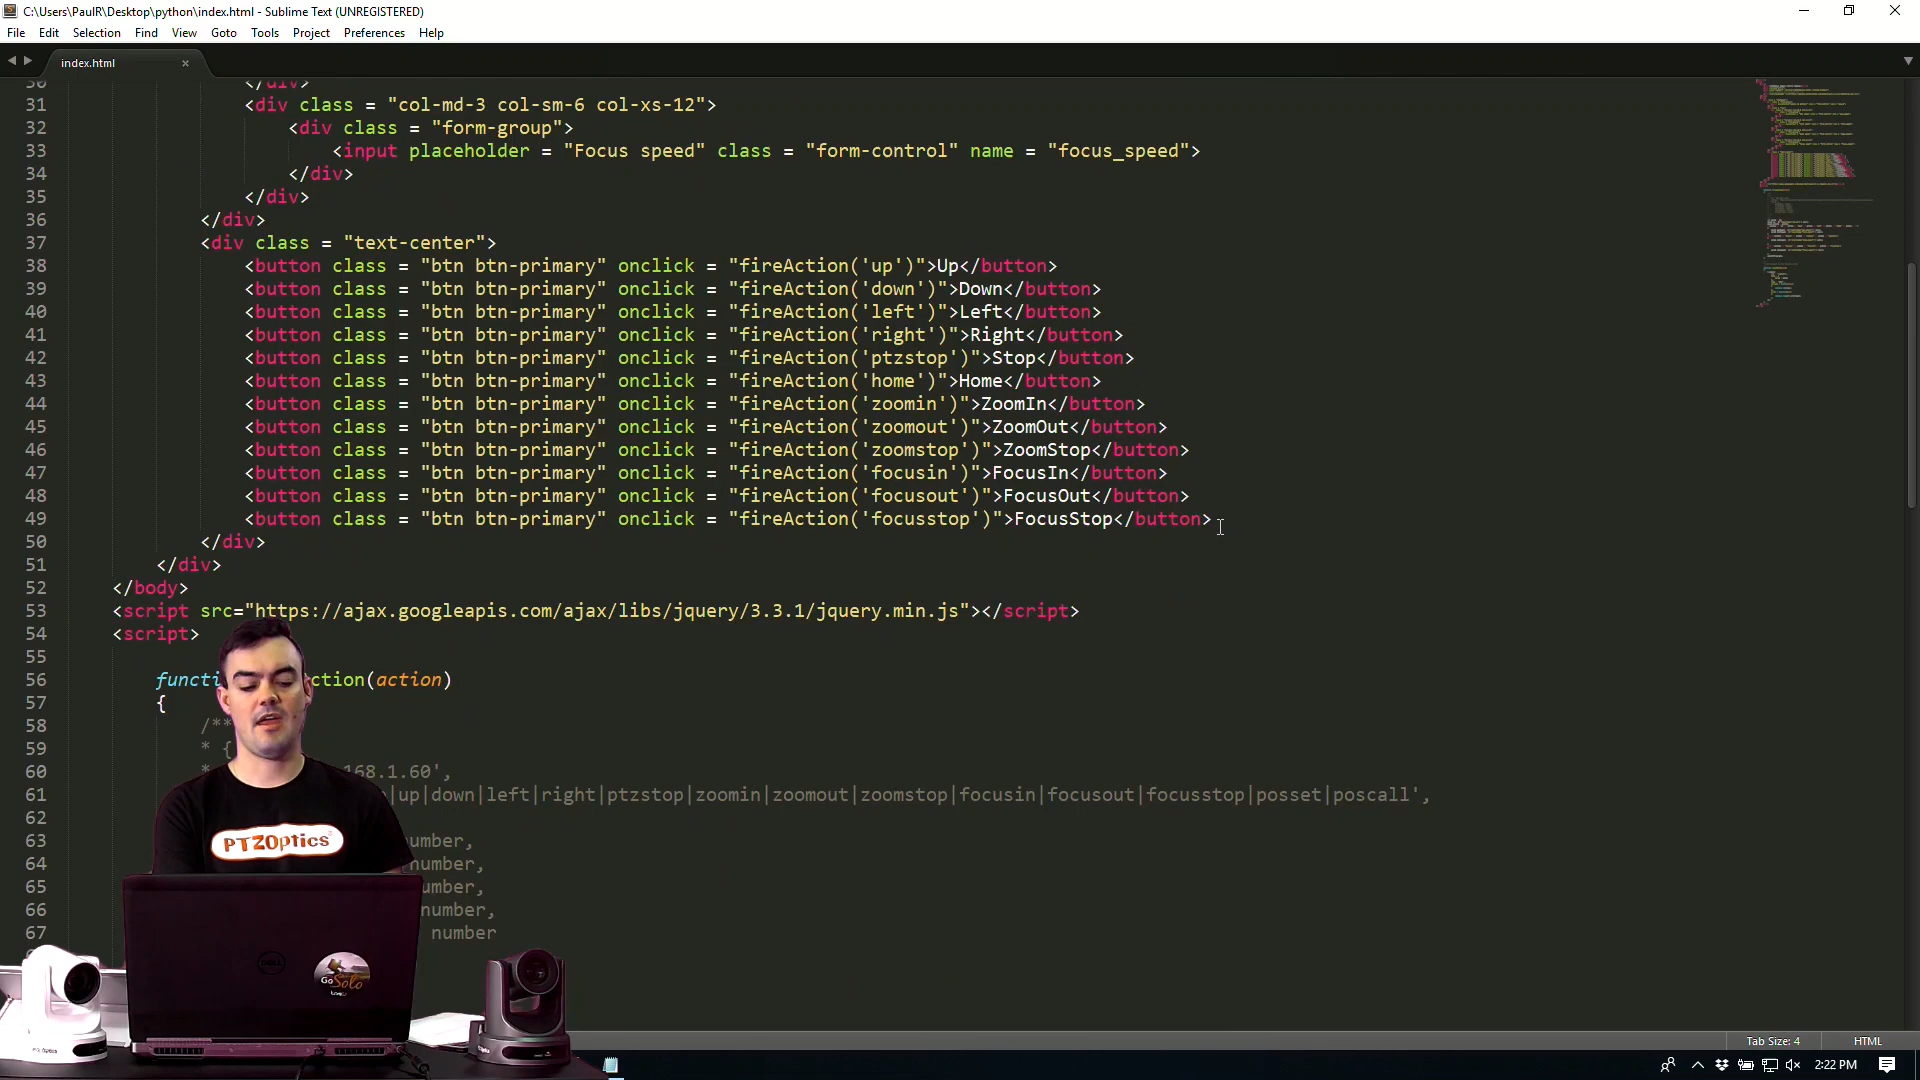 C:\Users\PaulR\Desktop\python\index.html - Sublime Text (UNREGISTERED)
File Edit Selection Find View Goto Tools Project Preferences Help
index.html
30 </div>
31 <div class = "col-md-3 col-sm-6 col-xs-12">
32 <div class = "form-group">
33 <input placeholder = "Focus speed" class = "form-control" name = "focus_speed">
34 </div>
35 </div>
36 </div>
37 <div class = "text-center">
38 <button class = "btn btn-primary" onclick = "fireAction('up')">Up</button>
39 <button class = "btn btn-primary" onclick = "fireAction('down')">Down</button>
40 <button class = "btn btn-primary" onclick = "fireAction('left')">Left</button>
41 <button class = "btn btn-primary" onclick = "fireAction('right')">Right</button>
42 <button class = "btn btn-primary" onclick = "fireAction('ptzstop')">Stop</button>
43 <button class = "btn btn-primary" onclick = "fireAction('home')">Home</button>
44 <button class = "btn btn-primary" onclick = "fireAction('zoomin')">ZoomIn</button>
45 <button class = "btn btn-primary" onclick = "fireAction('zoomout')">ZoomOut</button>
46 <button class = "btn btn-primary" onclick = "fireAction('zoomstop')">ZoomStop</button>
47 <button class = "btn btn-primary" onclick = "fireAction('focusin')">FocusIn</button>
48 <button class = "btn btn-primary" onclick = "fireAction('focusout')">FocusOut</button>
49 <button class = "btn btn-primary" onclick = "fireAction('focusstop')">FocusStop</button>
50 </div>
51 </div>
52 </body>
53 <script src="https://ajax.googleapis.com/ajax/libs/jquery/3.3.1/jquery.min.js"></script>
54 <script>
55
56 functi ction(action)
57 {
58 /**
59 * {
60 * 168.1.60',
61 |up|down|left|right|ptzstop|zoomin|zoomout|zoomstop|focusin|focusout|focusstop|posset|poscall',
62
63 umber,
64 number,
65 umber,
66 number,
67 number
PTZOptics
DELL
Go Solo
Tab Size: 4 HTML
2:22 PM